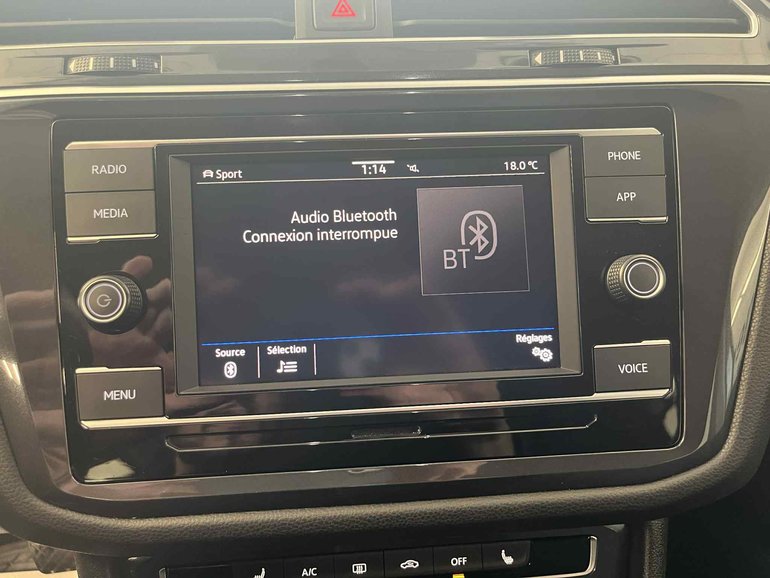 RADIO
MEDIA
MENU
Sport 1:14 18.0 °C
Audio Bluetooth
Connexion interrompue
BT
Source Sélection Réglages
PHONE
APP
VOICE
A/C OFF